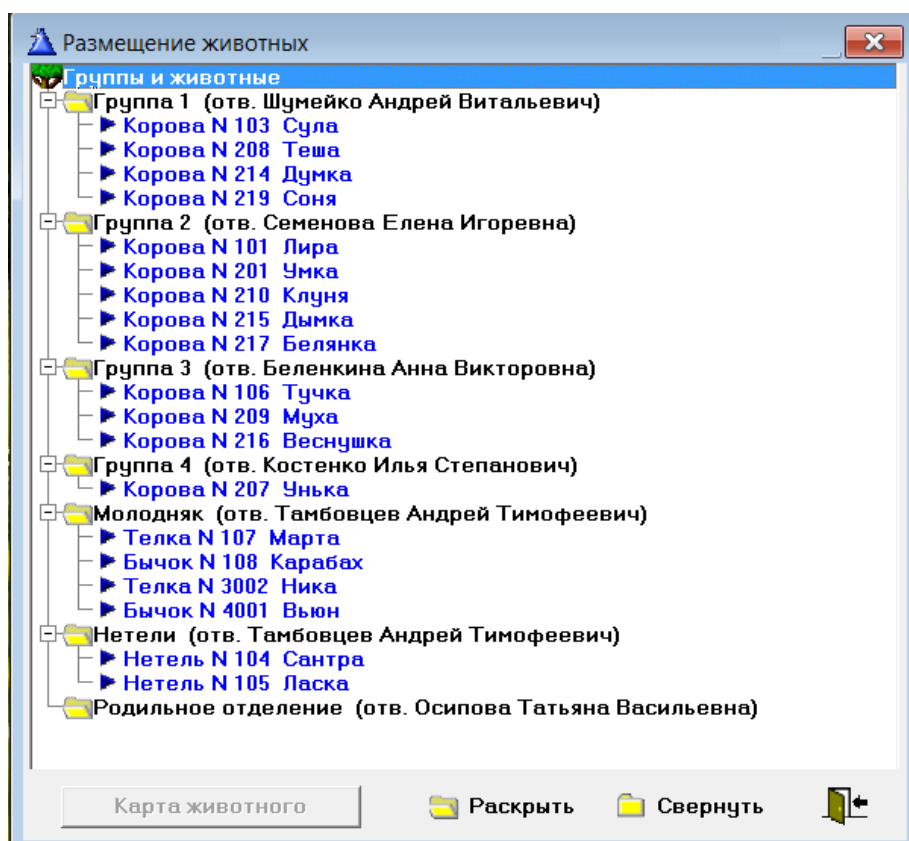 Размещение животных
Группы и животные
Группа 1 (отв. Шумейко Андрей Витальевич)
Корова N 103 Сула
Корова N 208 Теша
Корова N 214 Думка
Корова N 219 Соня
Группа 2 (отв. Семенова Елена Игоревна)
Корова N 101 Лира
Корова N 201 Умка
Корова N 210 Клуня
Корова N 215 Дымка
Корова N 217 Белянка
Группа 3 (отв. Беленкина Анна Викторовна)
Корова N 106 Тучка
Корова N 209 Муха
Корова N 216 Веснушка
Группа 4 (отв. Костенко Илья Степанович)
Корова N 207 Унька
Молодняк (отв. Тамбовцев Андрей Тимофеевич)
Телка N 107 Марта
Бычок N 108 Карабах
Телка N 3002 Ника
Бычок N 4001 Вьюн
Нетели (отв. Тамбовцев Андрей Тимофеевич)
Нетель N 104 Сантра
Нетель N 105 Ласка
Родильное отделение (отв. Осипова Татьяна Васильевна)
Карта животного Раскрыть Свернуть